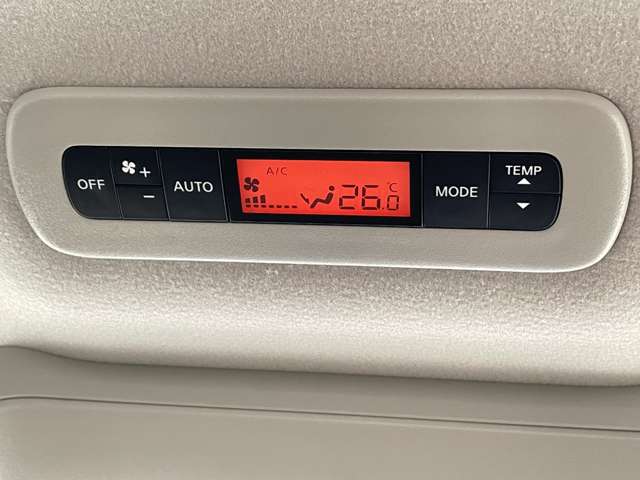 OFF
+
−
AUTO
A/C
26.0 °C
MODE
TEMP